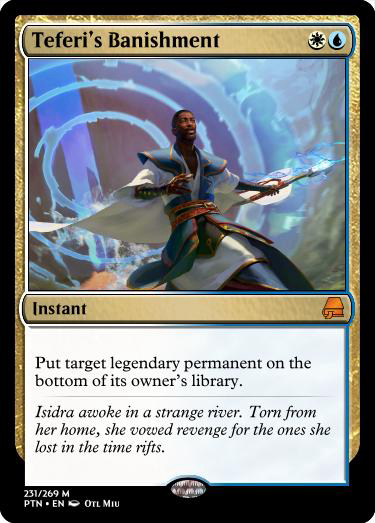 Teferi's Banishment
Instant
Put target legendary permanent on the
bottom of its owner's library.
Isidra awoke in a strange river. Torn from
her home, she vowed revenge for the ones she
lost in the time rifts.
231/269 M
PTN • EN Otl Miu